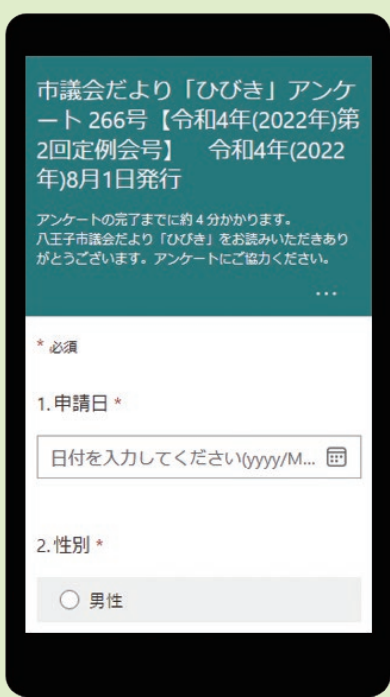 市議会だより「ひびき」アンケ
ート 266号【令和4年(2022年)第
2回定例会号】　令和4年(2022
年)8月1日発行
アンケートの完了までに約 4 分かかります。
八王子市議会だより「ひびき」をお読みいただきあり
がとうございます。アンケートにご協力ください。
...
* 必須
1. 申請日 *
日付を入力してください(yyyy/M...
2. 性別 *
男性